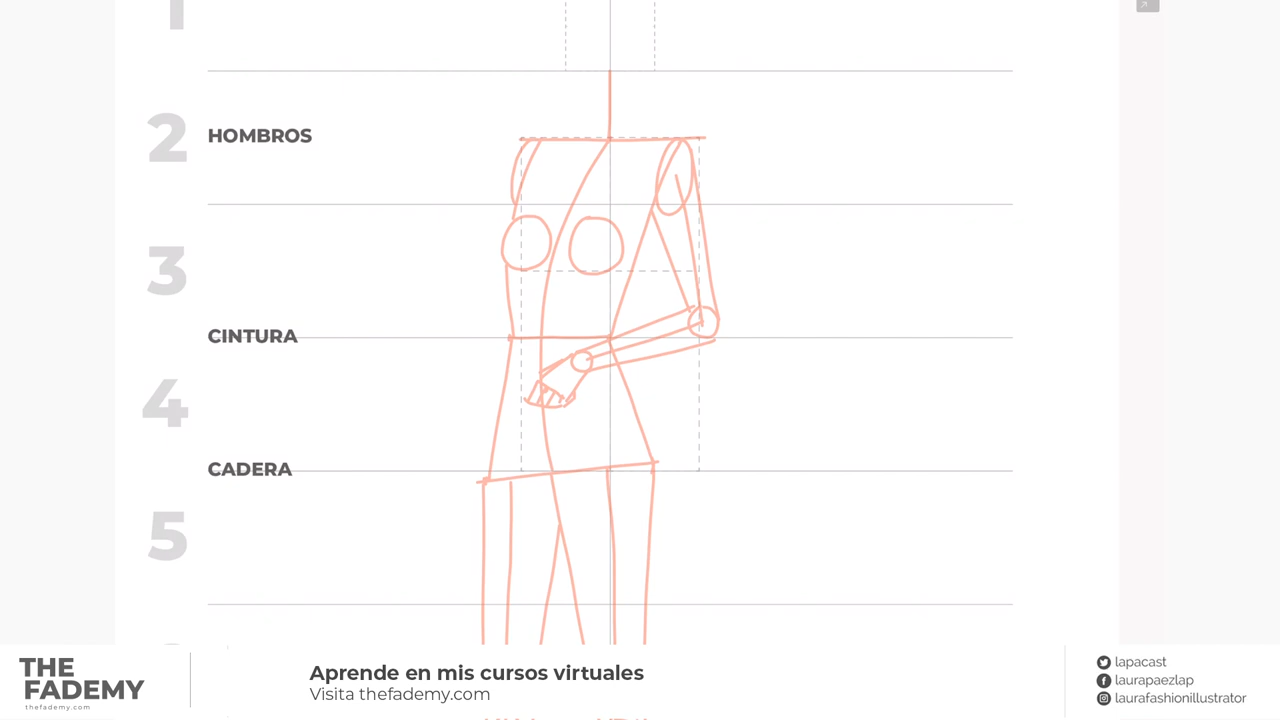 1
2
HOMBROS
3
CINTURA
4
CADERA
5
THE
FADEMY
thefademy.com
Aprende en mis cursos virtuales
Visita thefademy.com
lapacast
laurapaezlap
laurafashionillustrator